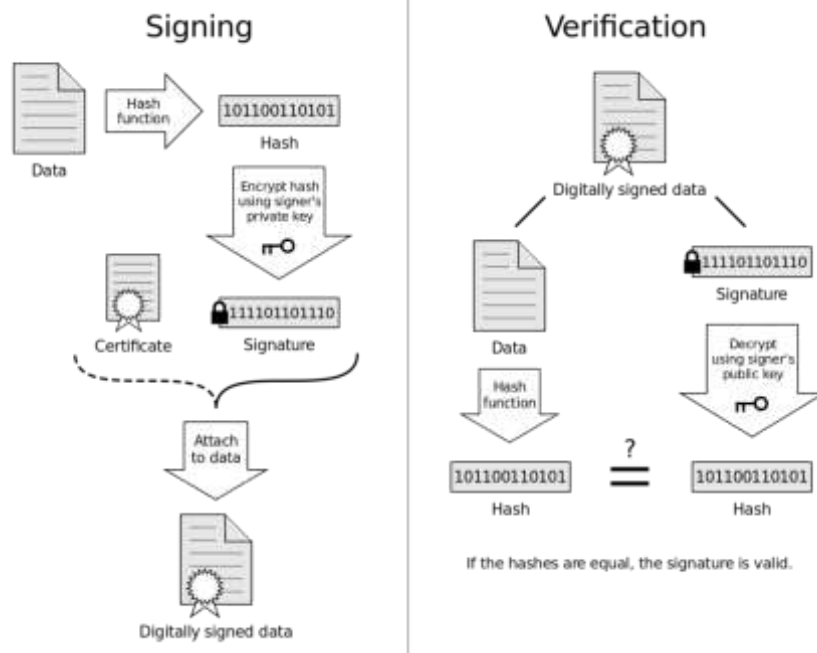 Signing
Hash
function
101100110101
Hash
Data
Encrypt hash
using signer's
private key
111101101110
Certificate
Signature
Attach
to data
Digitally signed data
Verification
Digitally signed data
111101101110
Signature
Data
Decrypt
using signer's
public key
Hash
function
?
101100110101
=
101100110101
Hash
Hash
If the hashes are equal, the signature is valid.